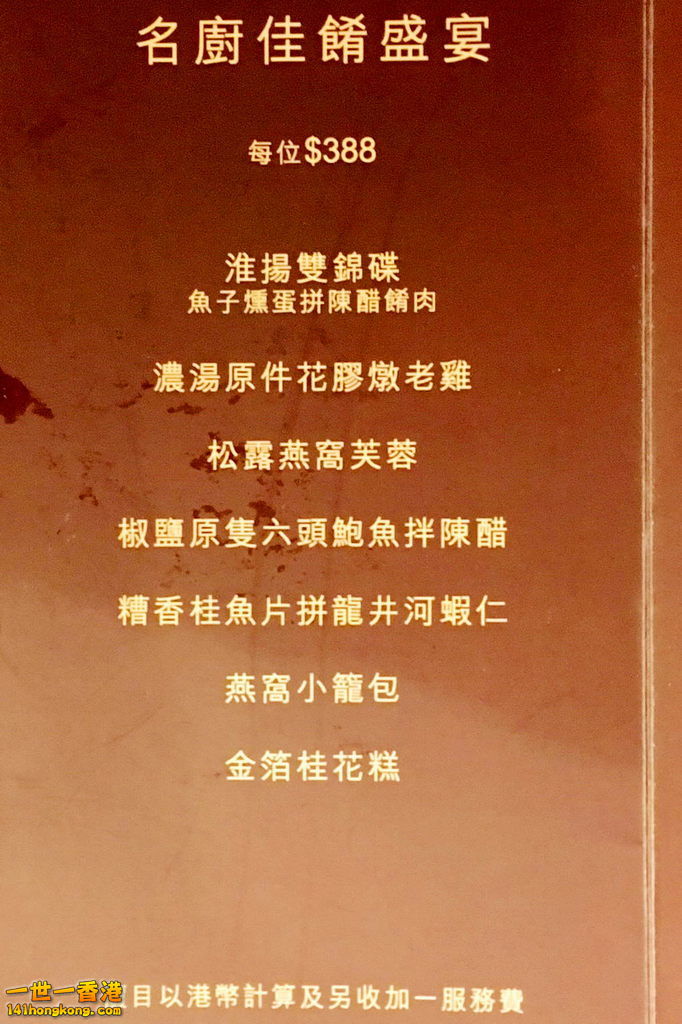 名廚佳餚盛宴
每位$388
淮揚雙錦碟
魚子燻蛋拼陳醋餚肉
濃湯原件花膠燉老雞
松露燕窩芙蓉
椒鹽原隻六頭鮑魚拌陳醋
糟香桂魚片拼龍井河蝦仁
燕窩小籠包
金箔桂花糕
目以港幣計算及另收加一服務費
一世一香港
141hongkong.com